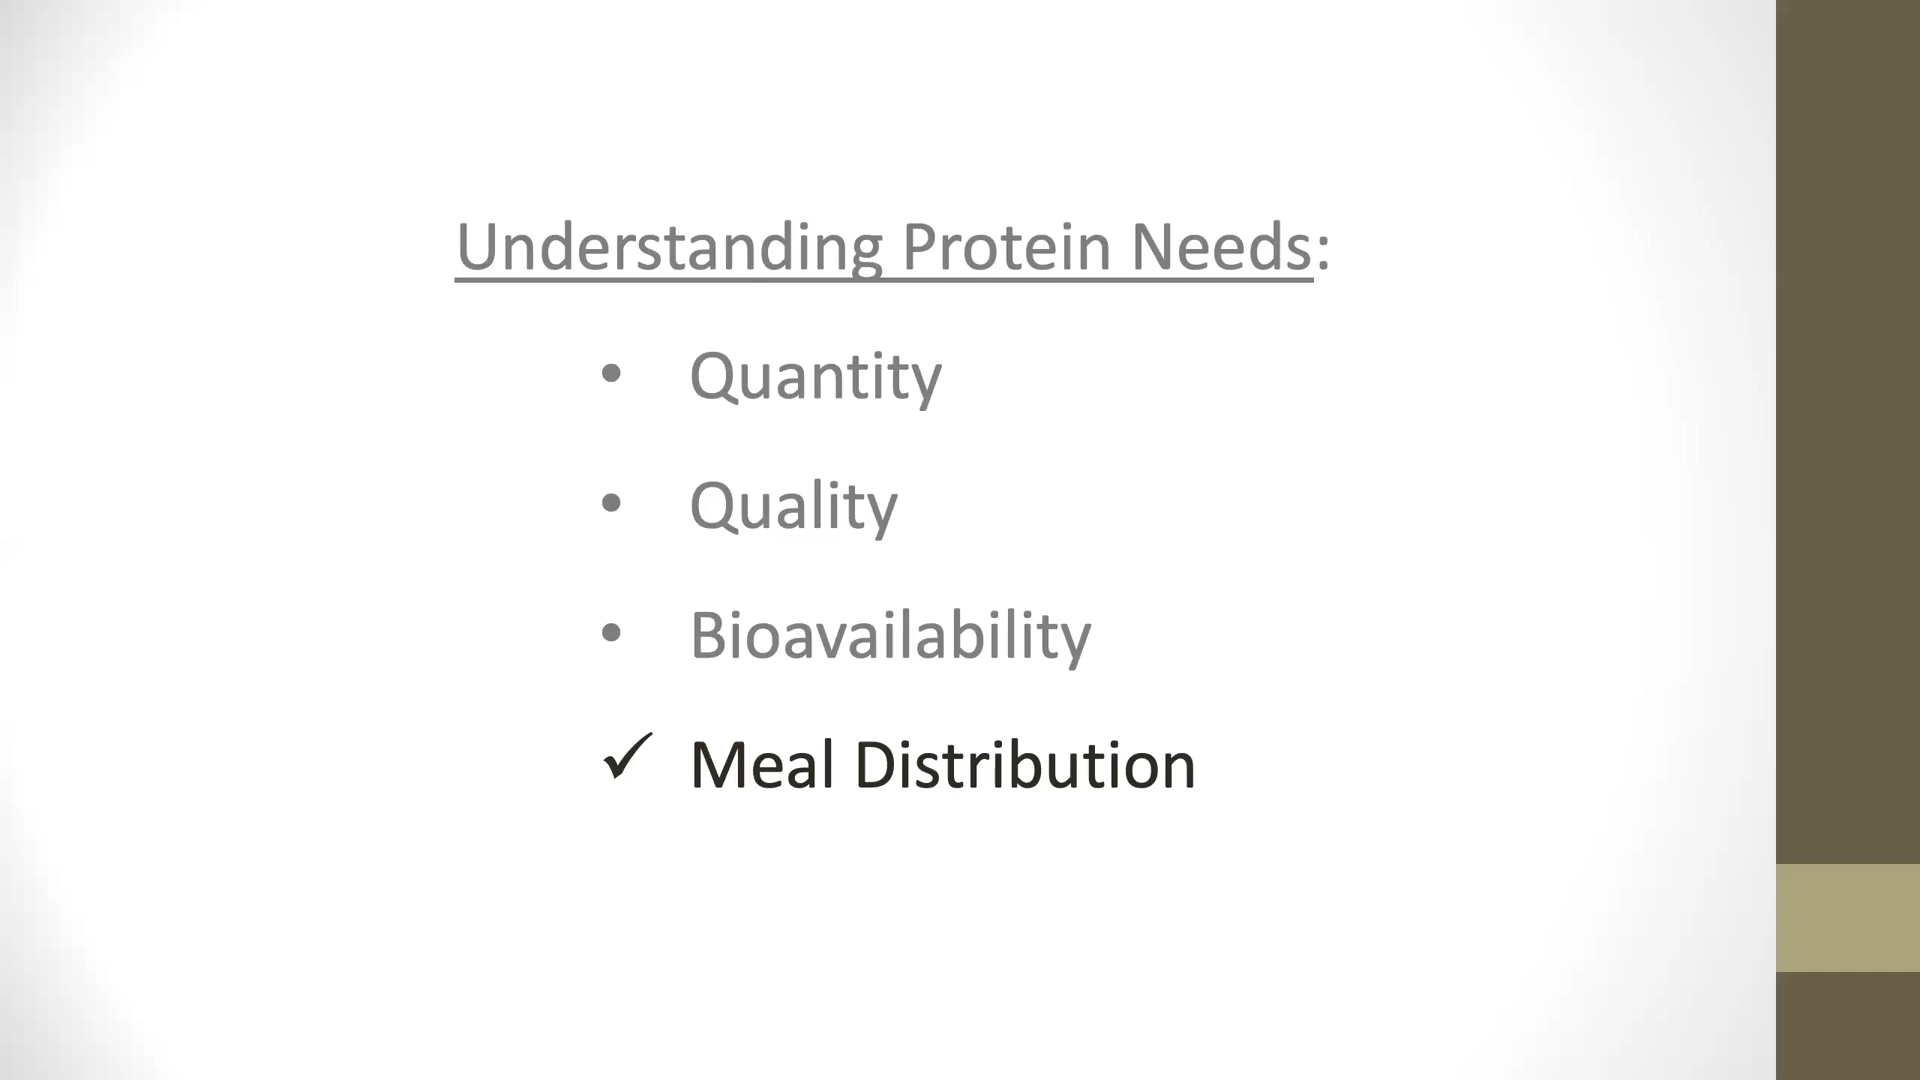 Understanding Protein Needs:
• Quantity
• Quality
• Bioavailability
✓ Meal Distribution